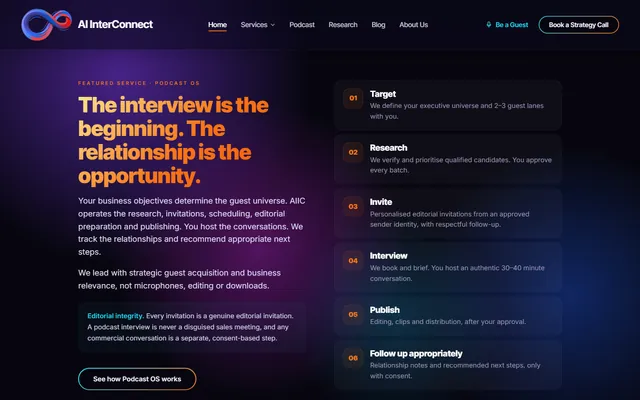 AI InterConnect
Home
Services
Podcast
Research
Blog
About Us
Be a Guest
Book a Strategy Call
FEATURED SERVICE · PODCAST OS
The interview is the
beginning. The
relationship is the
opportunity.
Your business objectives determine the guest universe. AIIC
operates the research, invitations, scheduling, editorial
preparation and publishing. You host the conversations. We
track the relationships and recommend appropriate next
steps.
We lead with strategic guest acquisition and business
relevance, not microphones, editing or downloads.
Editorial integrity. Every invitation is a genuine editorial invitation.
A podcast interview is never a disguised sales meeting, and any
commercial conversation is a separate, consent-based step.
See how Podcast OS works
01
Target
We define your executive universe and 2–3 guest lanes
with you.
02
Research
We verify and prioritise qualified candidates. You approve
every batch.
03
Invite
Personalised editorial invitations from an approved
sender identity, with respectful follow-up.
04
Interview
We book and brief. You host an authentic 30–40 minute
conversation.
05
Publish
Editing, clips and distribution, after your approval.
06
Follow up appropriately
Relationship notes and recommended next steps, only
with consent.